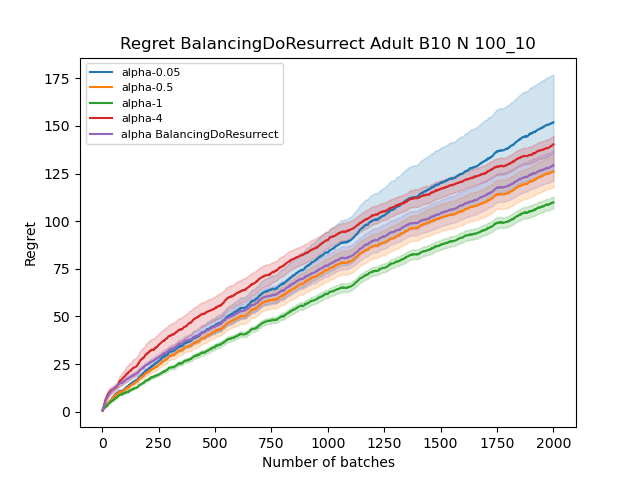 Regret BalancingDoResurrect Adult B10 N 100_10
alpha-0.05
alpha-0.5
alpha-1
alpha-4
alpha BalancingDoResurrect
Regret
175
150
125
100
75
50
25
0
0 250 500 750 1000 1250 1500 1750 2000
Number of batches